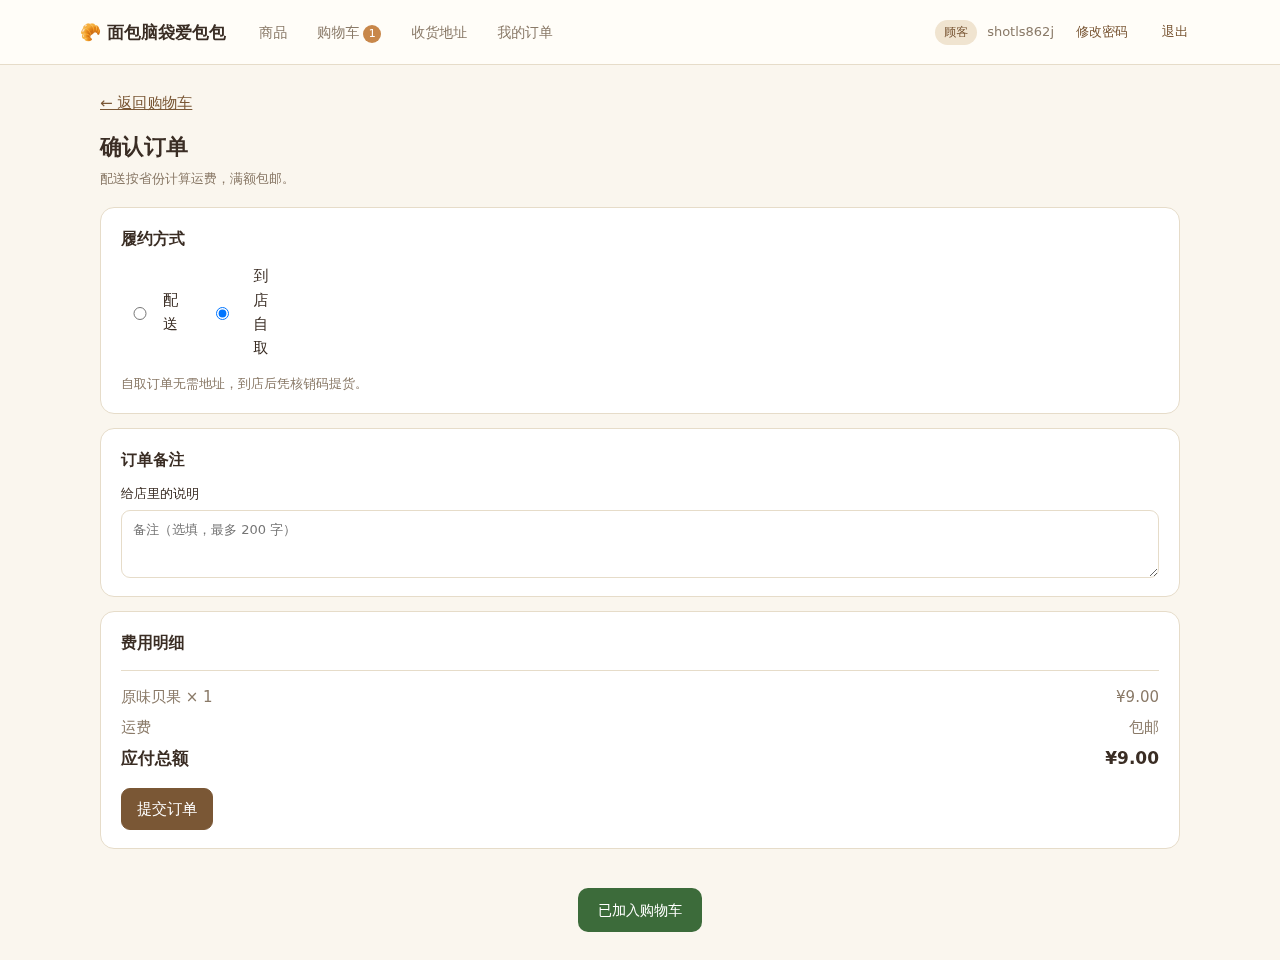 🥐 面包脑袋爱包包 商品 购物车 1 收货地址 我的订单 顾客 shotls862j 修改密码 退出
← 返回购物车
确认订单
配送按省份计算运费，满额包邮。
履约方式
配送 到店自取
自取订单无需地址，到店后凭核销码提货。
订单备注
给店里的说明
备注（选填，最多 200 字）
费用明细
原味贝果 × 1 ¥9.00
运费 包邮
应付总额 ¥9.00
提交订单
已加入购物车